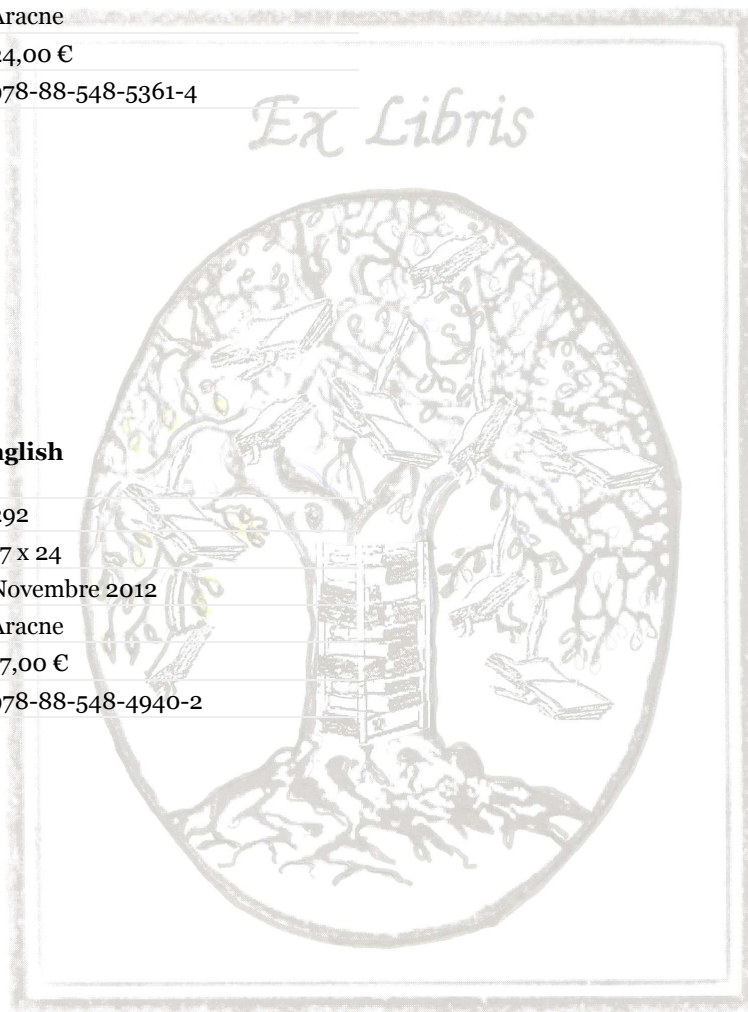 Aracne
24,00 €
978-88-548-5361-4
Ex Libris
nglish
292
7 x 24
Novembre 2012
Aracne
7,00 €
978-88-548-4940-2